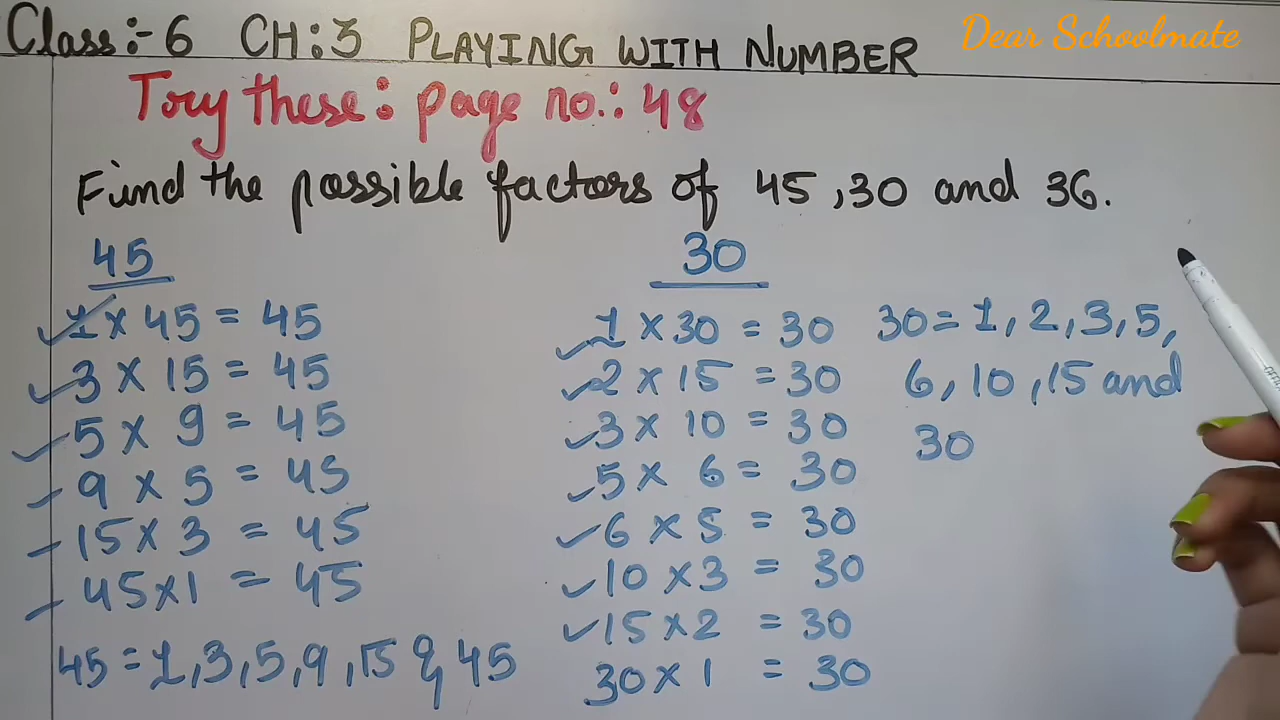 Class:-6 CH:3 PLAYING WITH NUMBER
Dear Schoolmate
Try these: page no.: 48
Find the possible factors of 45, 30 and 36.
45
1 × 45 = 45
3 × 15 = 45
5 × 9 = 45
9 × 5 = 45
15 × 3 = 45
45 × 1 = 45
45 = 1, 3, 5, 9, 15 & 45
30
1 × 30 = 30
2 × 15 = 30
3 × 10 = 30
5 × 6 = 30
6 × 5 = 30
10 × 3 = 30
15 × 2 = 30
30 × 1 = 30
30 = 1, 2, 3, 5,
6, 10, 15 and
30